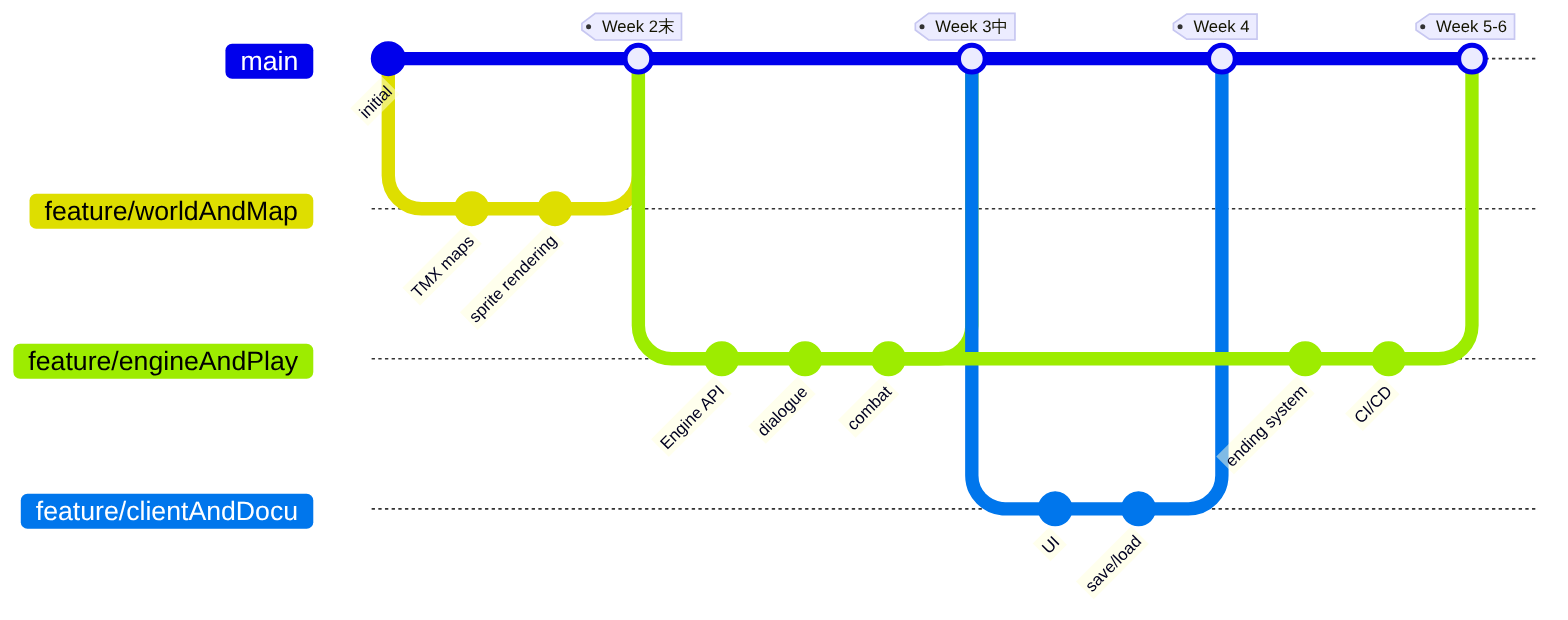 Week 2末
Week 3中
Week 4
Week 5-6
main
initial
feature/worldAndMap
TMX maps
sprite rendering
feature/engineAndPlay
Engine API
dialogue
combat
ending system
CI/CD
feature/clientAndDocu
UI
save/load